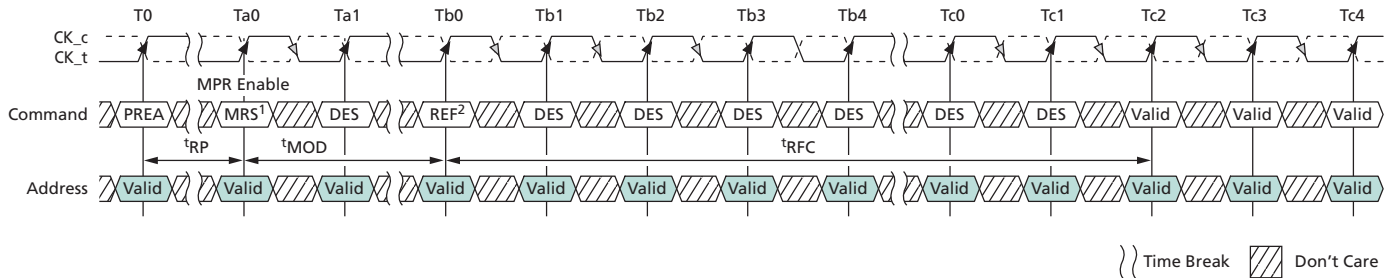 T0 Ta0 Ta1 Tb0 Tb1 Tb2 Tb3 Tb4 Tc0 Tc1 Tc2 Tc3 Tc4
CK_c
CK_t
MPR Enable
Command PREA MRS¹ DES REF² DES DES DES DES DES DES Valid Valid Valid
tRP tMOD tRFC
Address Valid Valid Valid Valid Valid Valid Valid Valid Valid Valid Valid Valid Valid
Time Break Don't Care